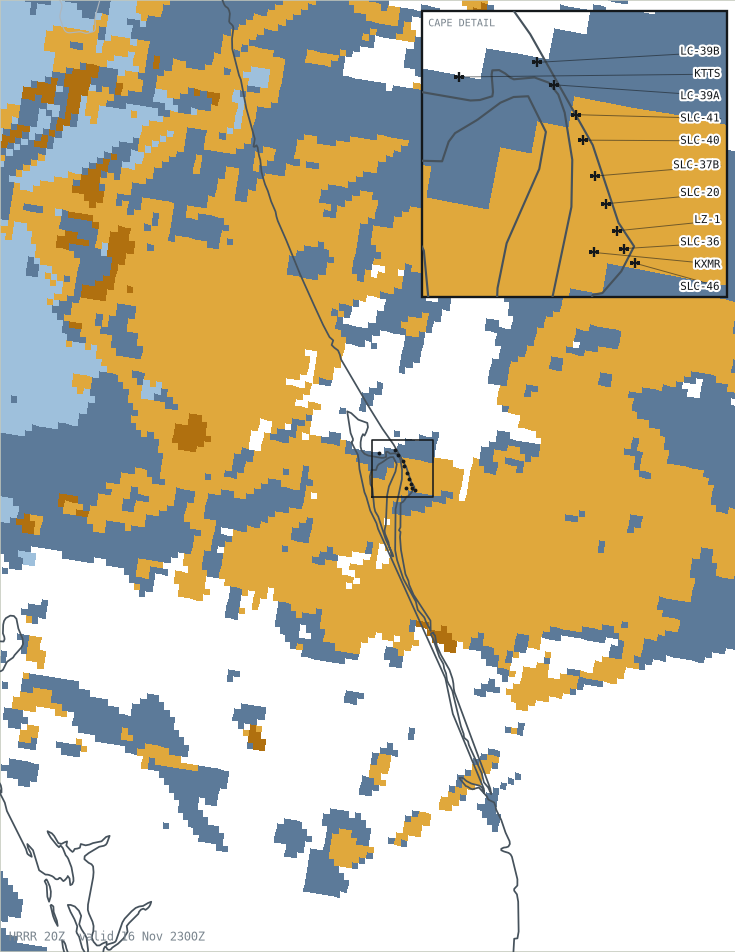 CAPE DETAIL
LC-39B
KTTS
LC-39A
SLC-41
SLC-40
SLC-37B
SLC-20
LZ-1
SLC-36
KXMR
SLC-46
HRRR 20Z valid 16 Nov 2300Z